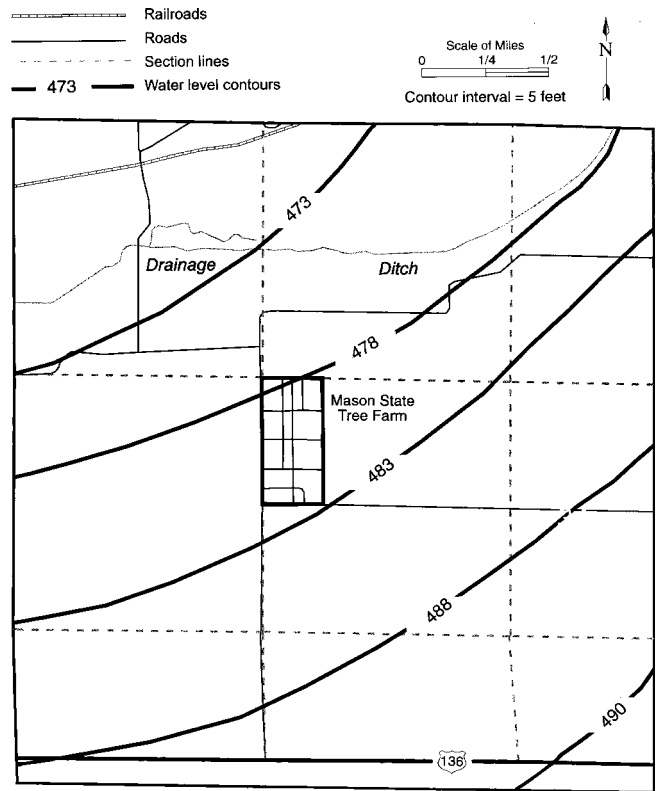 Railroads
Roads
Section lines
473 Water level contours
Scale of Miles
0 1/4 1/2
Contour interval = 5 feet
N
473
Drainage Ditch
478
Mason State
Tree Farm
483
488
490
136